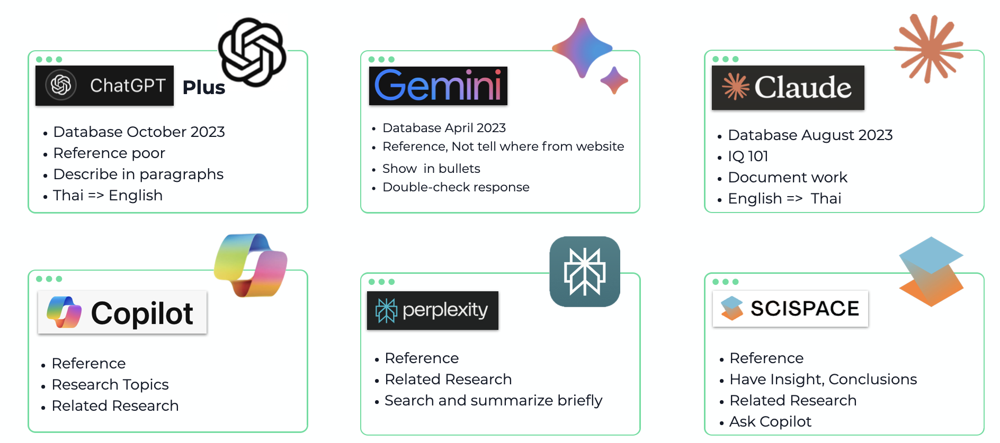 ChatGPT Plus
• Database October 2023
• Reference poor
• Describe in paragraphs
• Thai => English
Gemini
• Database April 2023
• Reference, Not tell where from website
• Show  in bullets
• Double-check response
Claude
• Database August 2023
• IQ 101
• Document work
• English =>  Thai
Copilot
• Reference
• Research Topics
• Related Research
perplexity
• Reference
• Related Research
• Search and summarize briefly
SCISPACE
• Reference
• Have Insight, Conclusions
• Related Research
• Ask Copilot